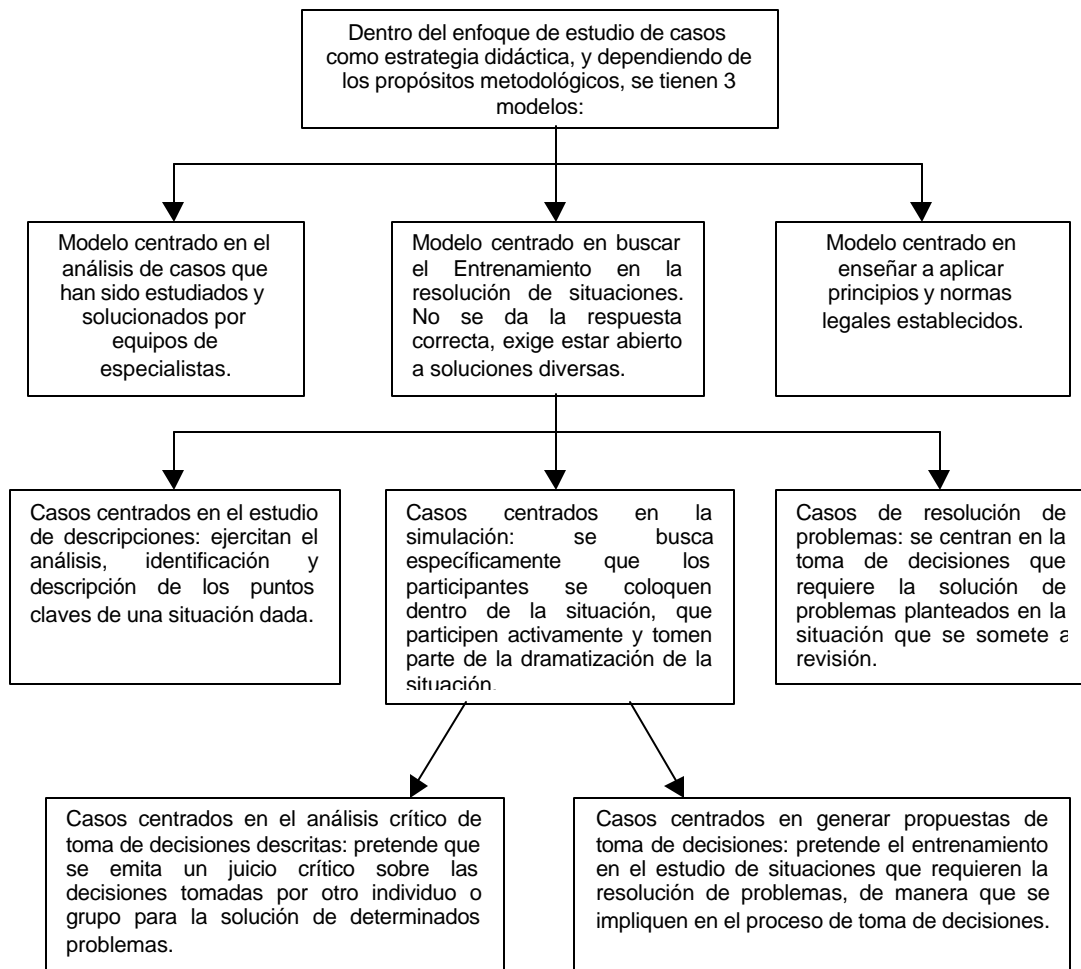 Dentro del enfoque de estudio de casos
como estrategia didáctica, y dependiendo de
los propósitos metodológicos, se tienen 3
modelos:
Modelo centrado en el
análisis de casos que
han sido estudiados y
solucionados por
equipos de
especialistas.
Modelo centrado en buscar
el Entrenamiento en la
resolución de situaciones.
No se da la respuesta
correcta, exige estar abierto
a soluciones diversas.
Modelo centrado en
enseñar a aplicar
principios y normas
legales establecidos.
Casos centrados en el estudio
de descripciones: ejercitan el
análisis, identificación y
descripción de los puntos
claves de una situación dada.
Casos centrados en la
simulación: se busca
específicamente que los
participantes se coloquen
dentro de la situación, que
participen activamente y tomen
parte de la dramatización de la
situación.
Casos de resolución de
problemas: se centran en la
toma de decisiones que
requiere la solución de
problemas planteados en la
situación que se somete a
revisión.
Casos centrados en el análisis crítico de
toma de decisiones descritas: pretende que
se emita un juicio crítico sobre las
decisiones tomadas por otro individuo o
grupo para la solución de determinados
problemas.
Casos centrados en generar propuestas de
toma de decisiones: pretende el entrenamiento
en el estudio de situaciones que requieren la
resolución de problemas, de manera que se
impliquen en el proceso de toma de decisiones.